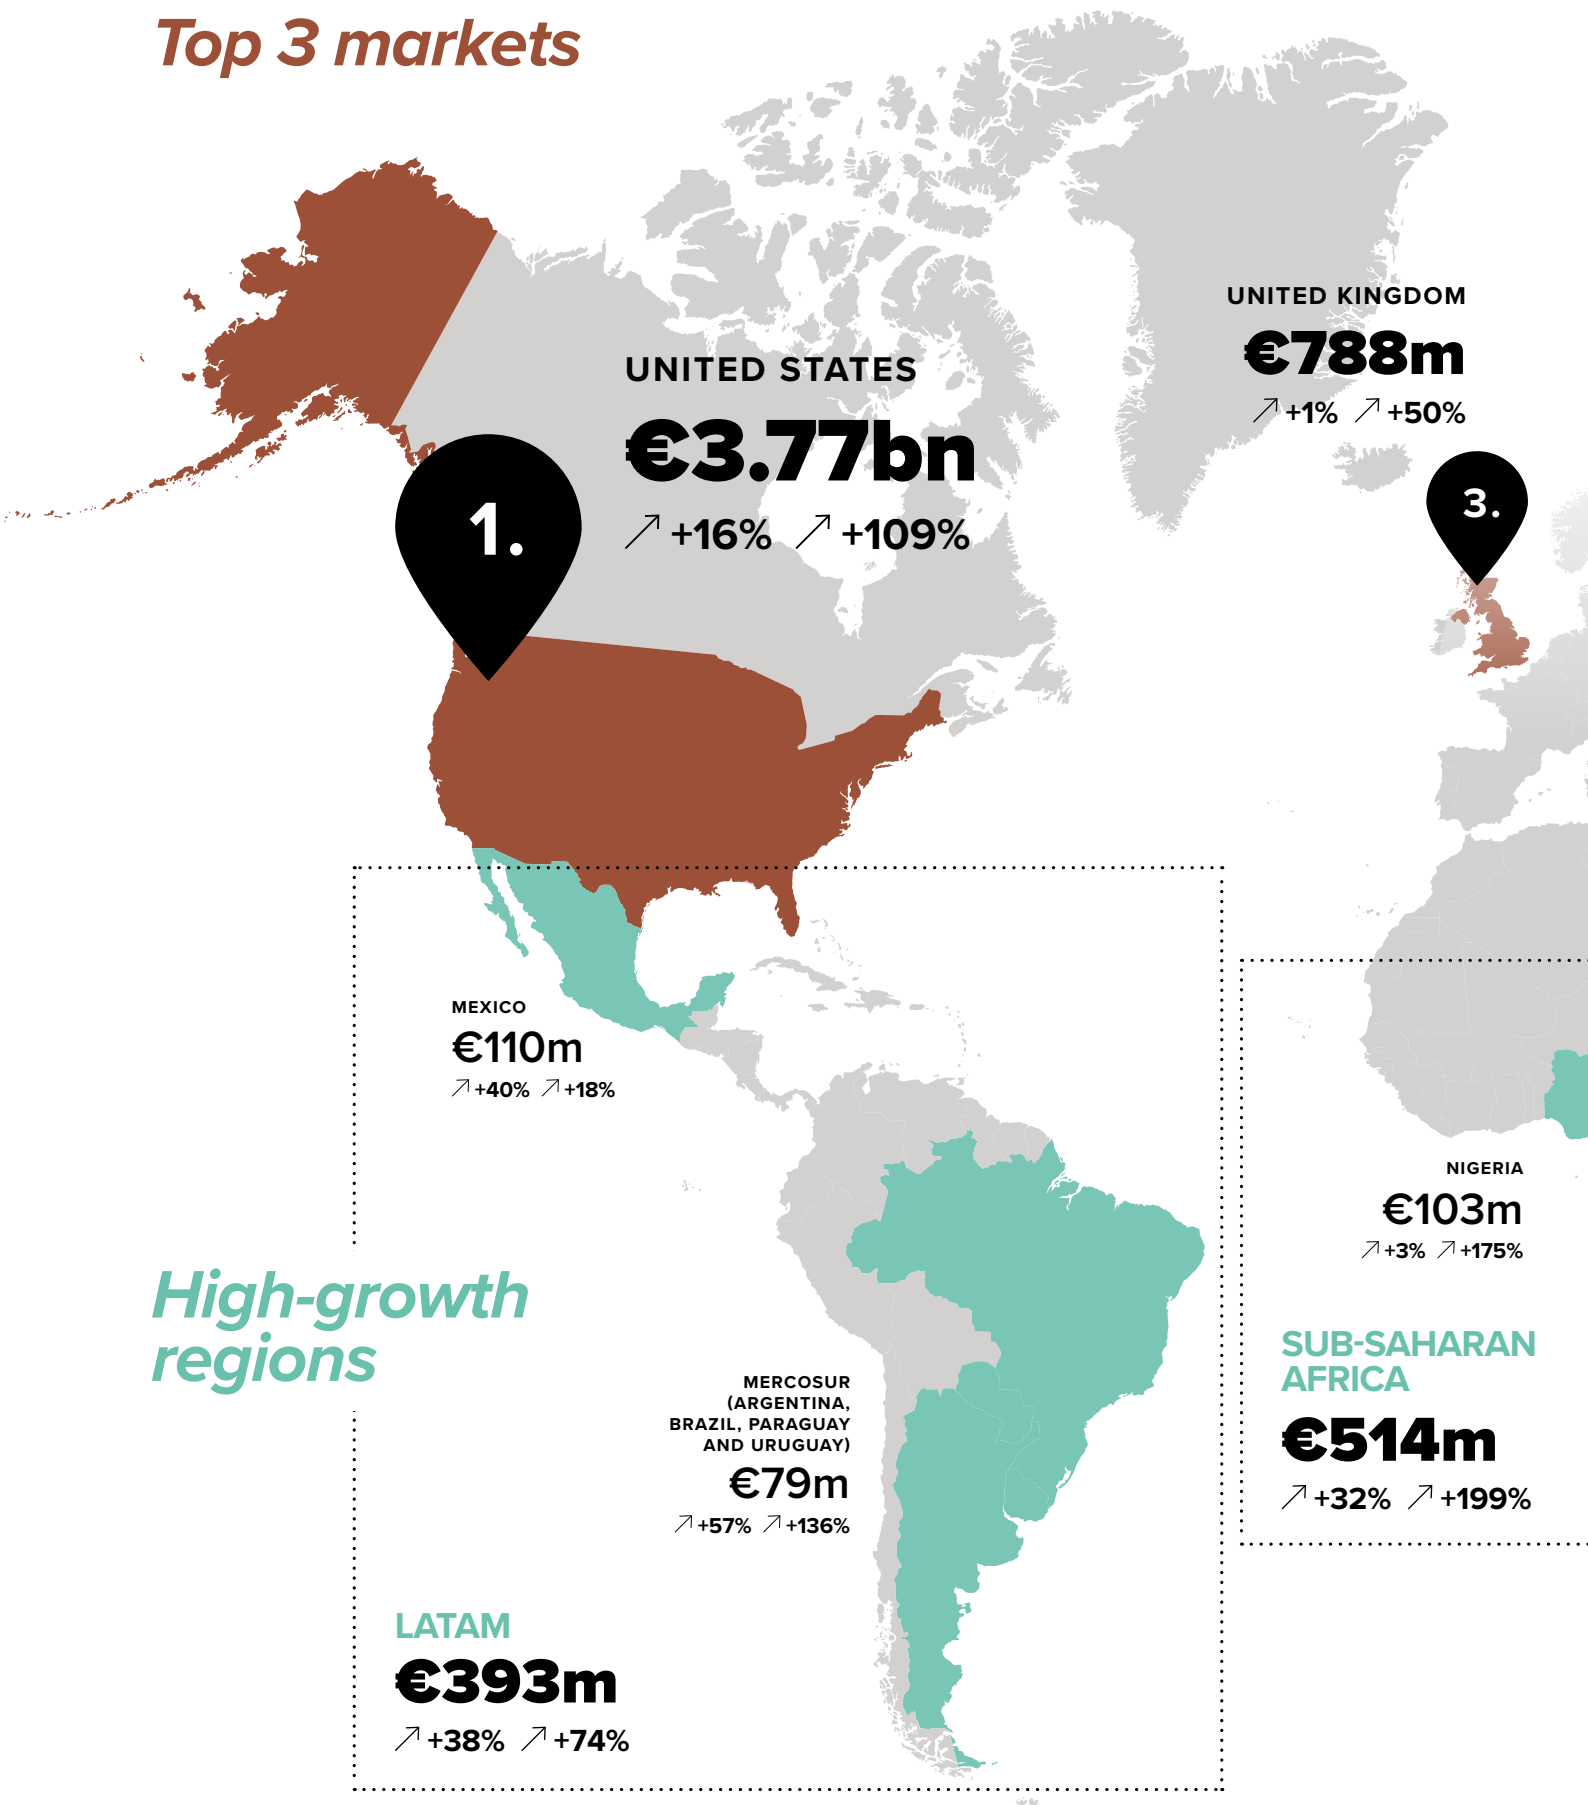 Top 3 markets
UNITED KINGDOM
€788m
+1% +50%
3.
UNITED STATES
€3.77bn
+16% +109%
1.
MEXICO
€110m
+40% +18%
NIGERIA
€103m
+3% +175%
High-growth
regions
SUB-SAHARAN
AFRICA
€514m
+32% +199%
MERCOSUR
(ARGENTINA,
BRAZIL, PARAGUAY
AND URUGUAY)
€79m
+57% +136%
LATAM
€393m
+38% +74%